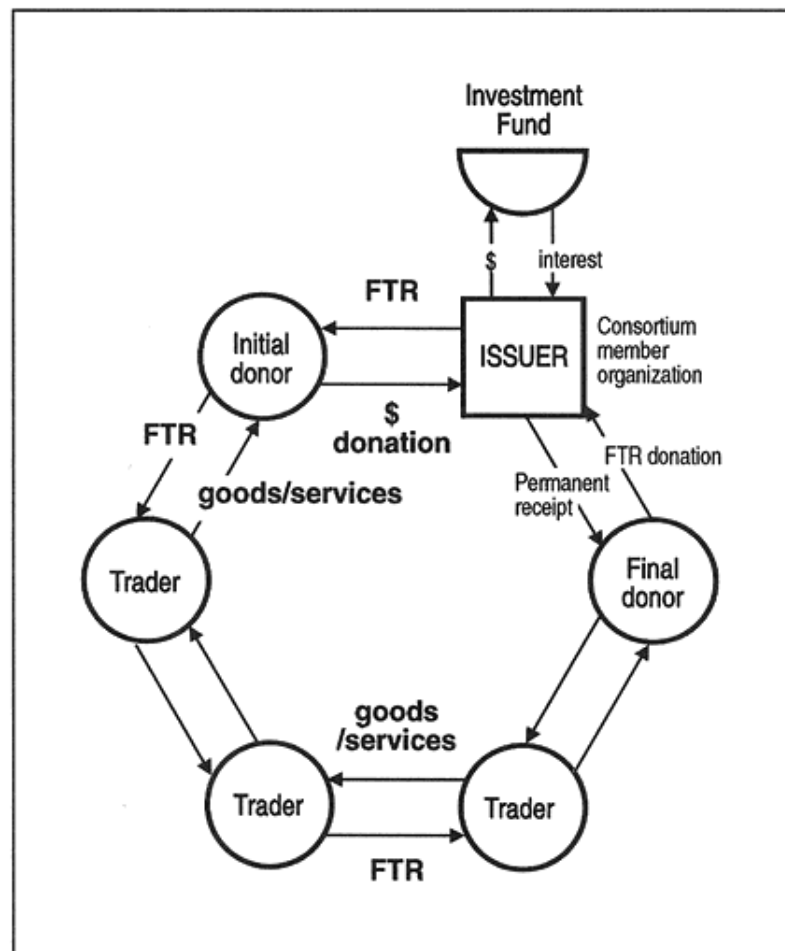 Investment
Fund
$
interest
FTR
Initial
donor
ISSUER
Consortium
member
organization
$
donation
FTR
FTR donation
goods/services
Permanent
receipt
Trader
Final
donor
goods
/services
Trader
Trader
FTR